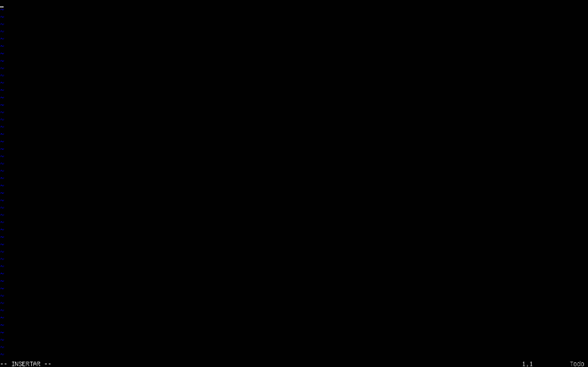 -- INSERTAR -- 1,1 Todo